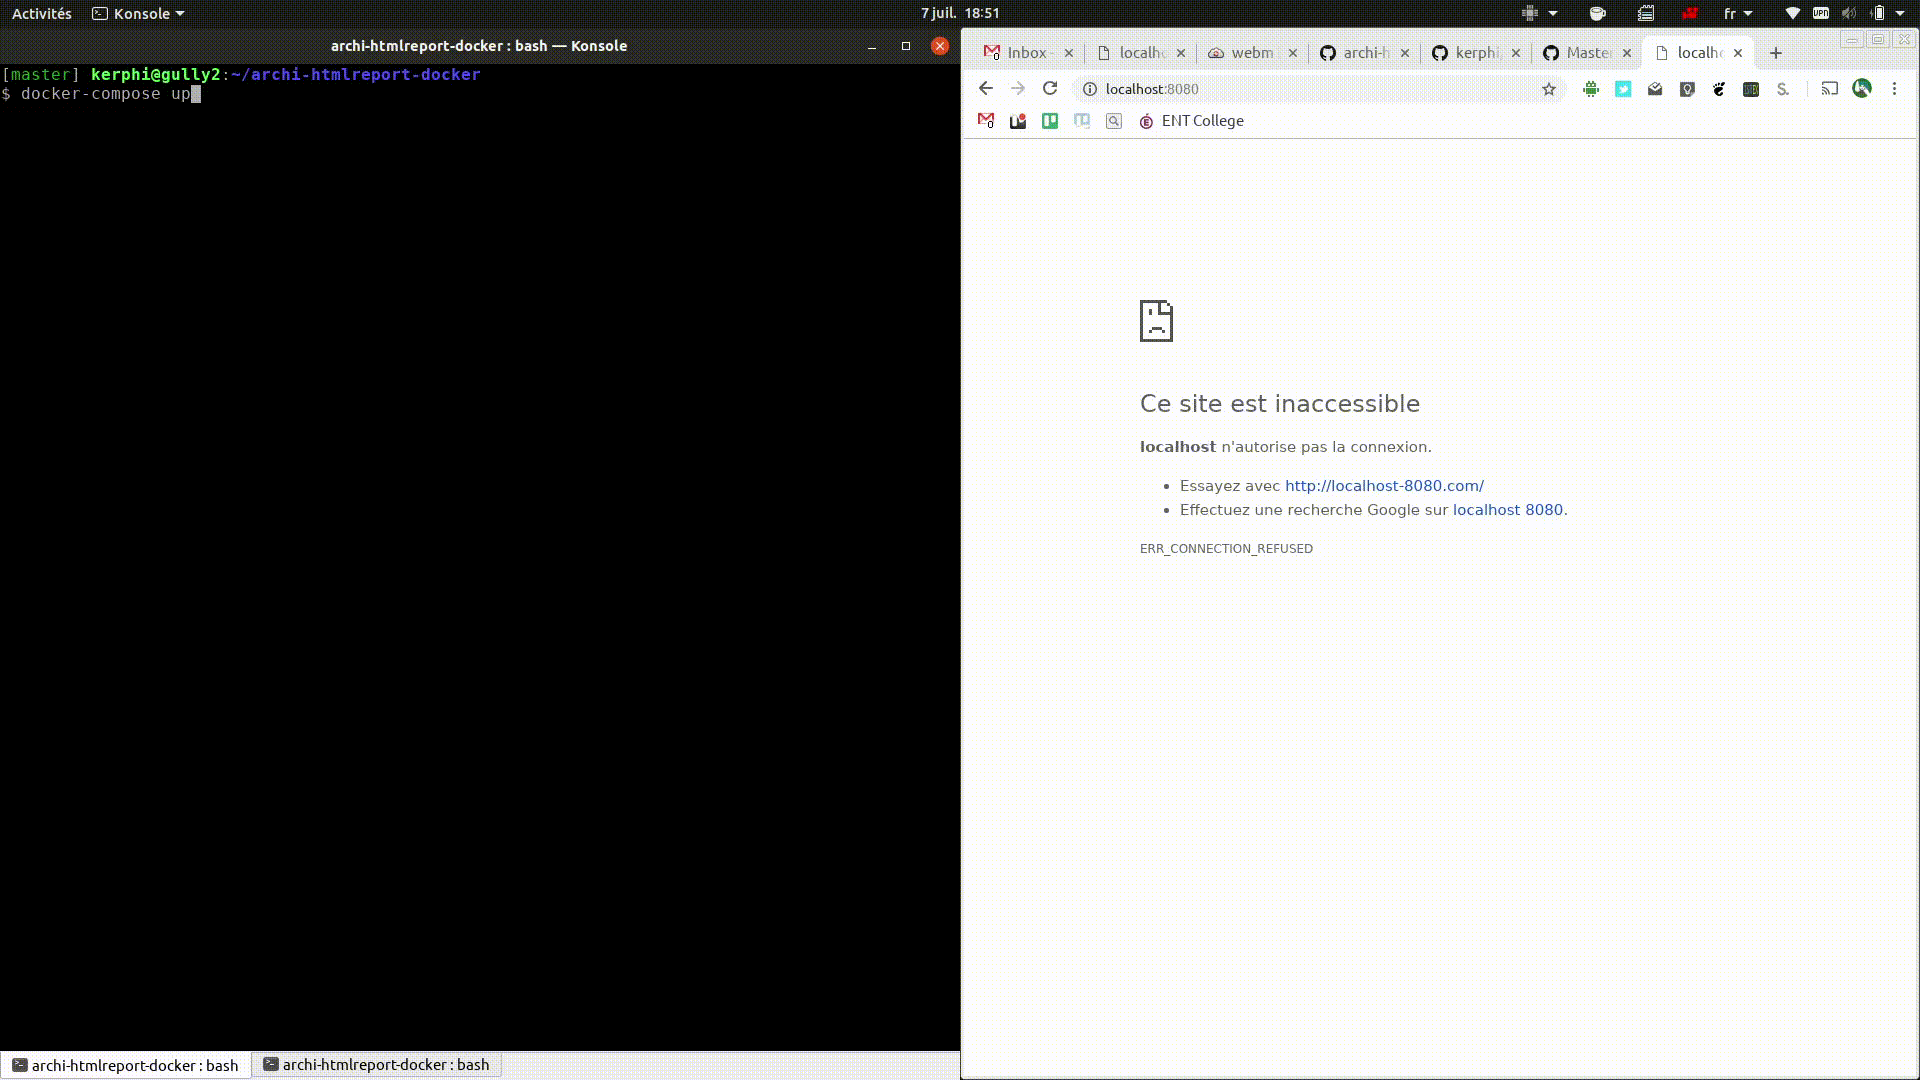 Activités Konsole 7 juil. 18:51 fr VPN
archi-htmlreport-docker : bash — Konsole
[master] kerphi@gully2:~/archi-htmlreport-docker
$ docker-compose up
Inbox - localho webm archi-h kerphi/ Master localho
localhost:8080
ENT College
Ce site est inaccessible
localhost n'autorise pas la connexion.
Essayez avec http://localhost-8080.com/
Effectuez une recherche Google sur localhost 8080.
ERR_CONNECTION_REFUSED
archi-htmlreport-docker : bash archi-htmlreport-docker : bash